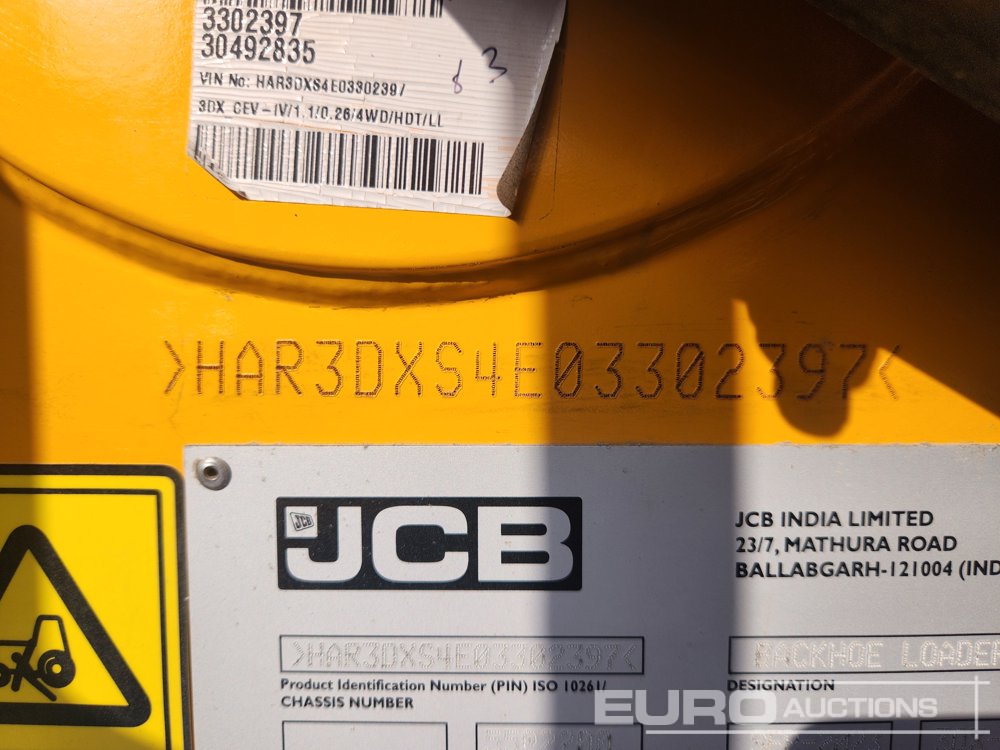 3302397
30492835
83
VIN No: HAR3DXS4E03302397
3DX CEV-IV/1.1/0.26/4WD/HDT/LL
>HAR3DXS4E03302397<
JCB
JCB INDIA LIMITED
23/7, MATHURA ROAD
BALLABGARH-121004 (IND
>HAR3DXS4E03302397<
BACKHOE LOADER
Product Identification Number (PIN) ISO 10261/
CHASSIS NUMBER
DESIGNATION
EURO AUCTIONS